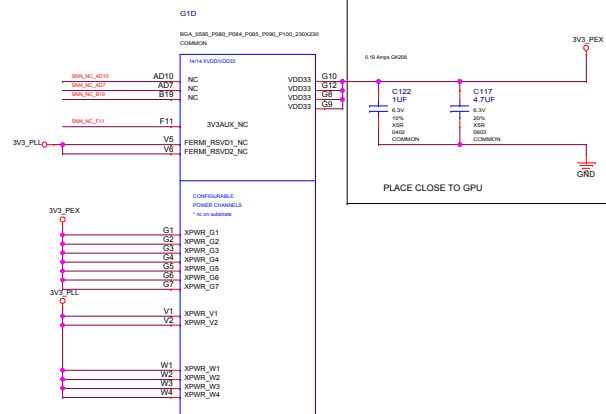 G1D
BGA_0595_P080_P084_P085_P090_P100_230X230
COMMON
14/14 XVDD/VDD33
SNN_NC_AD10 AD10 NC
SNN_NC_AD7 AD7 NC
SNN_NC_B19 B19 NC
SNN_NC_F11 F11 3V3AUX_NC
3V3_PLL V5 FERMI_RSVD1_NC
V6 FERMI_RSVD2_NC
VDD33 G10
VDD33 G12
VDD33 G8
VDD33 G9
0.19 Amps GK208
3V3_PEX
C122
1UF
6.3V
10%
X5R
0402
COMMON
C117
4.7UF
6.3V
20%
X5R
0603
COMMON
GND
PLACE CLOSE TO GPU
CONFIGURABLE
POWER CHANNELS
* nc on substrate
3V3_PEX
G1 XPWR_G1
G2 XPWR_G2
G3 XPWR_G3
G4 XPWR_G4
G5 XPWR_G5
G6 XPWR_G6
G7 XPWR_G7
3V3_PLL
V1 XPWR_V1
V2 XPWR_V2
W1 XPWR_W1
W2 XPWR_W2
W3 XPWR_W3
W4 XPWR_W4